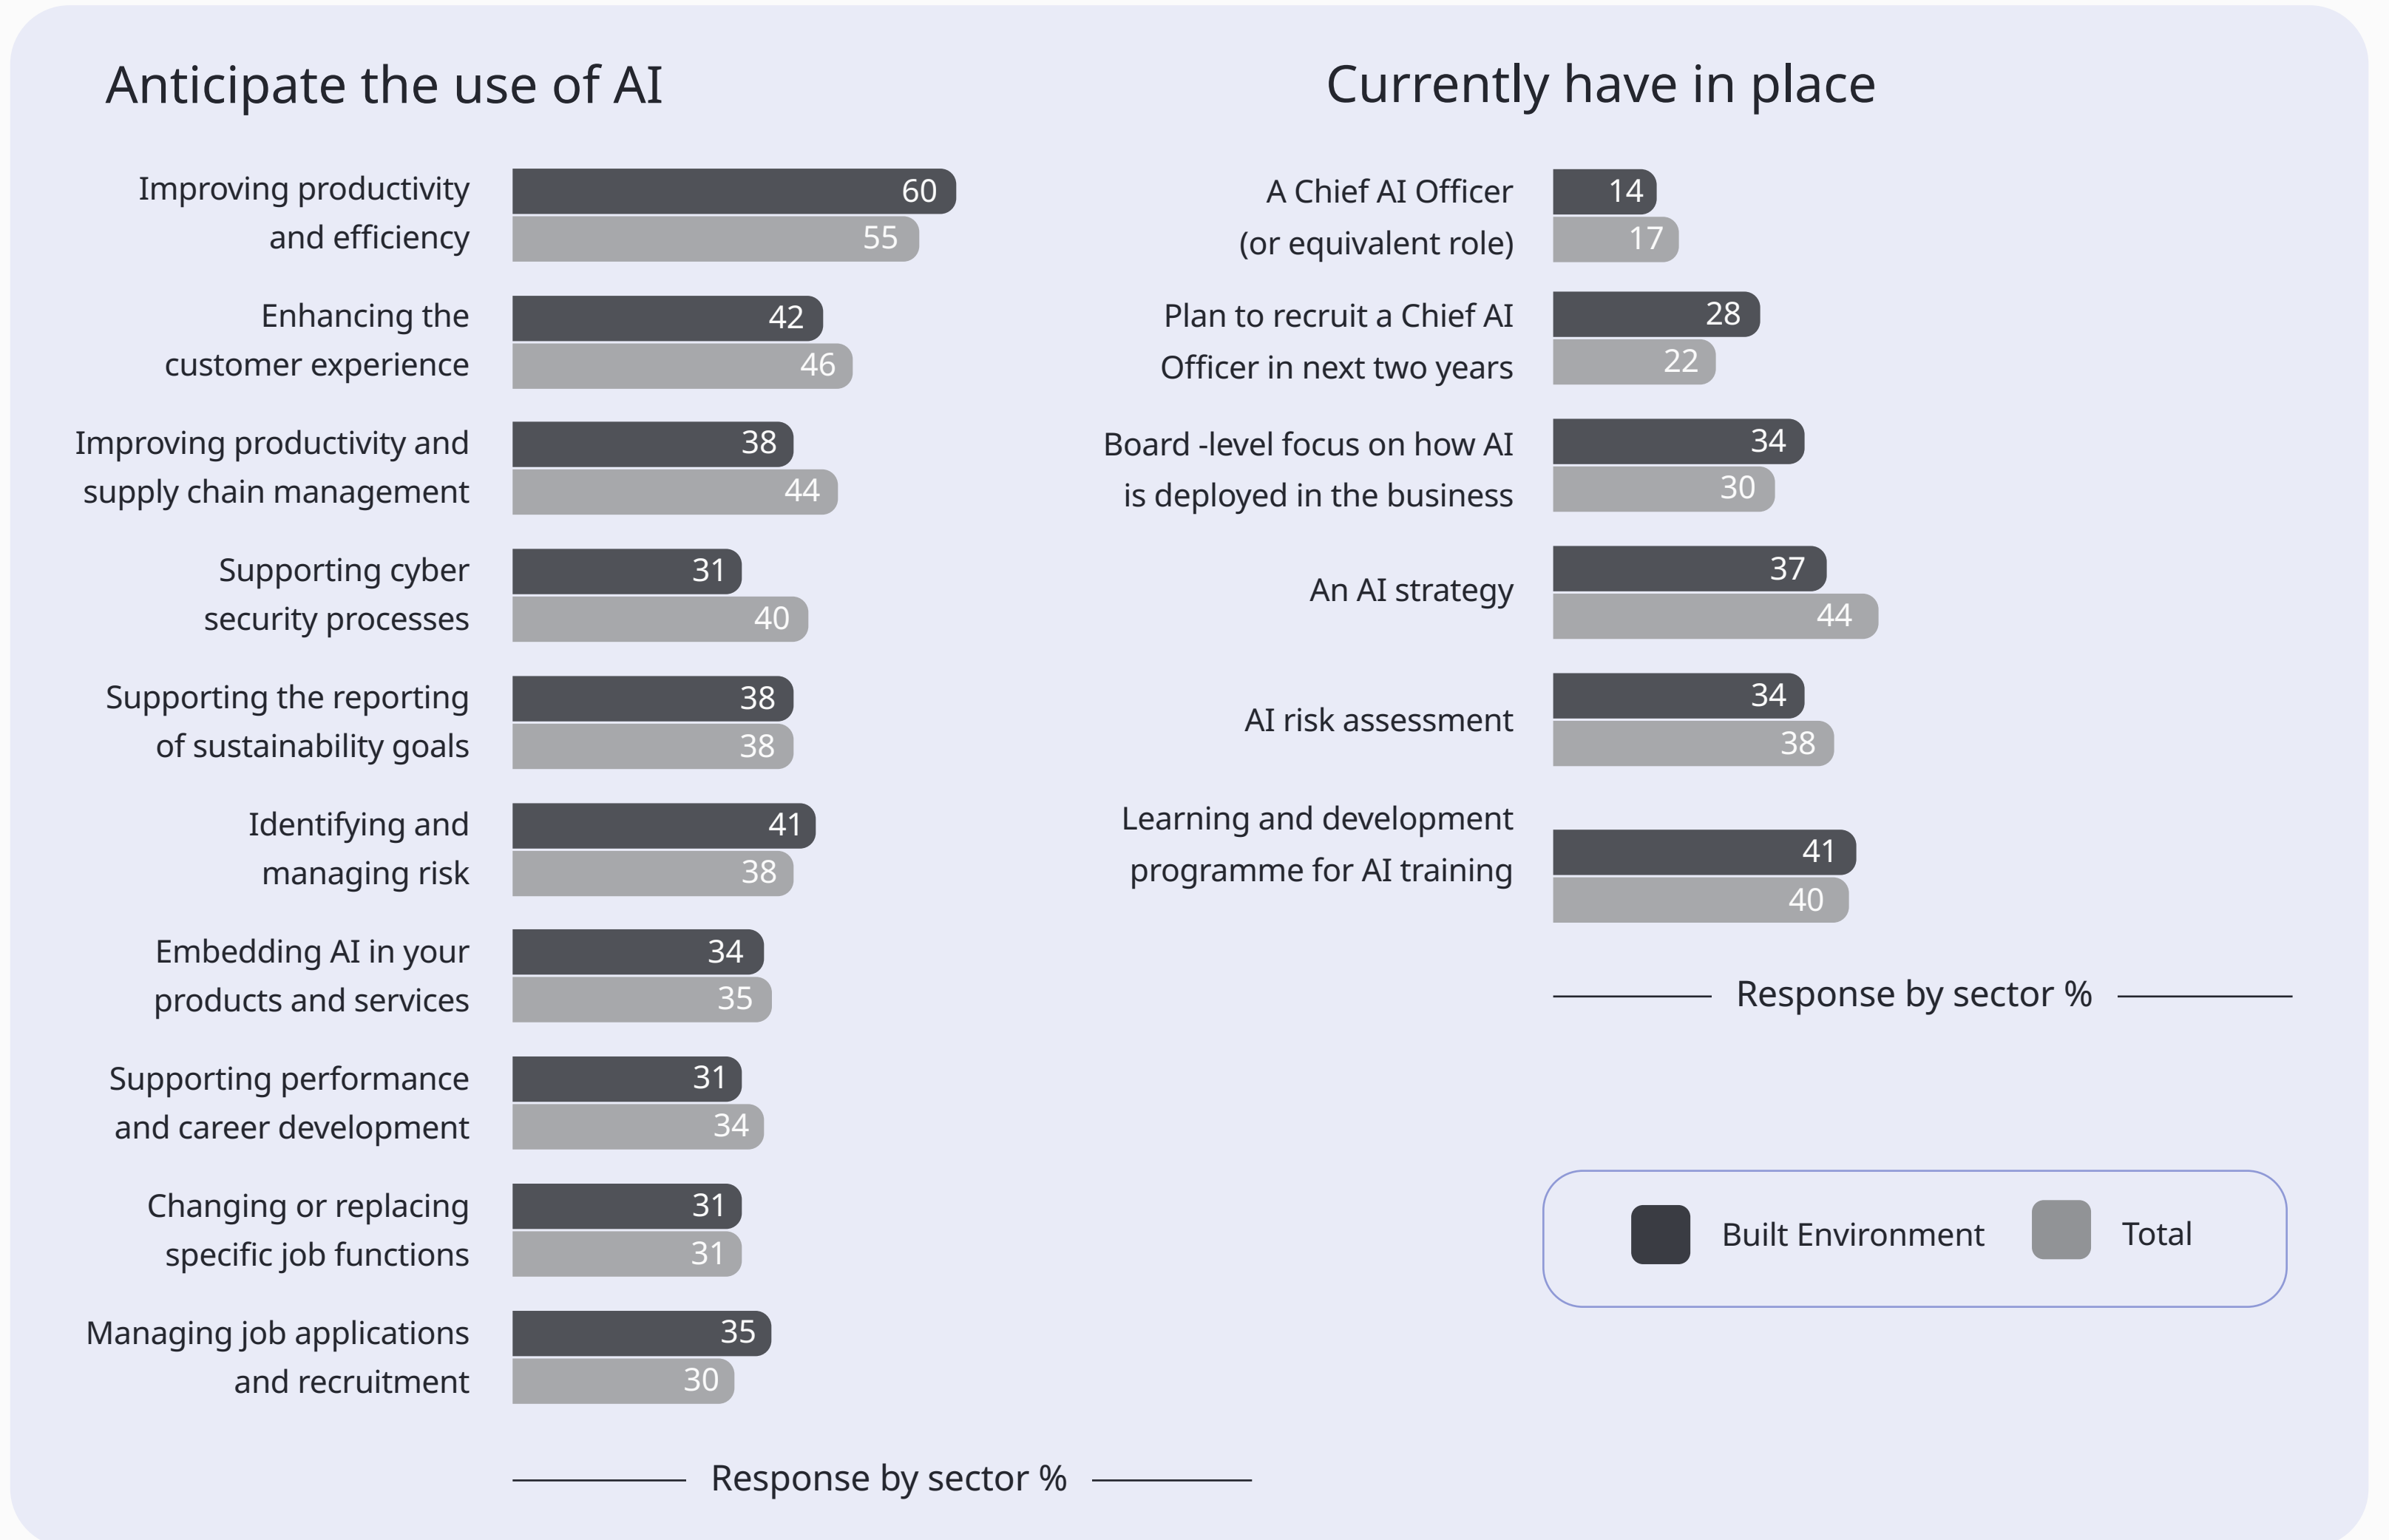 Anticipate the use of AI
Improving productivity
and efficiency
60
55
Enhancing the
customer experience
42
46
Improving productivity and
supply chain management
38
44
Supporting cyber
security processes
31
40
Supporting the reporting
of sustainability goals
38
38
Identifying and
managing risk
41
38
Embedding AI in your
products and services
34
35
Supporting performance
and career development
31
34
Changing or replacing
specific job functions
31
31
Managing job applications
and recruitment
35
30
Response by sector %
Currently have in place
A Chief AI Officer
(or equivalent role)
14
17
Plan to recruit a Chief AI
Officer in next two years
28
22
Board -level focus on how AI
is deployed in the business
34
30
An AI strategy
37
44
AI risk assessment
34
38
Learning and development
programme for AI training
41
40
Response by sector %
Built Environment
Total